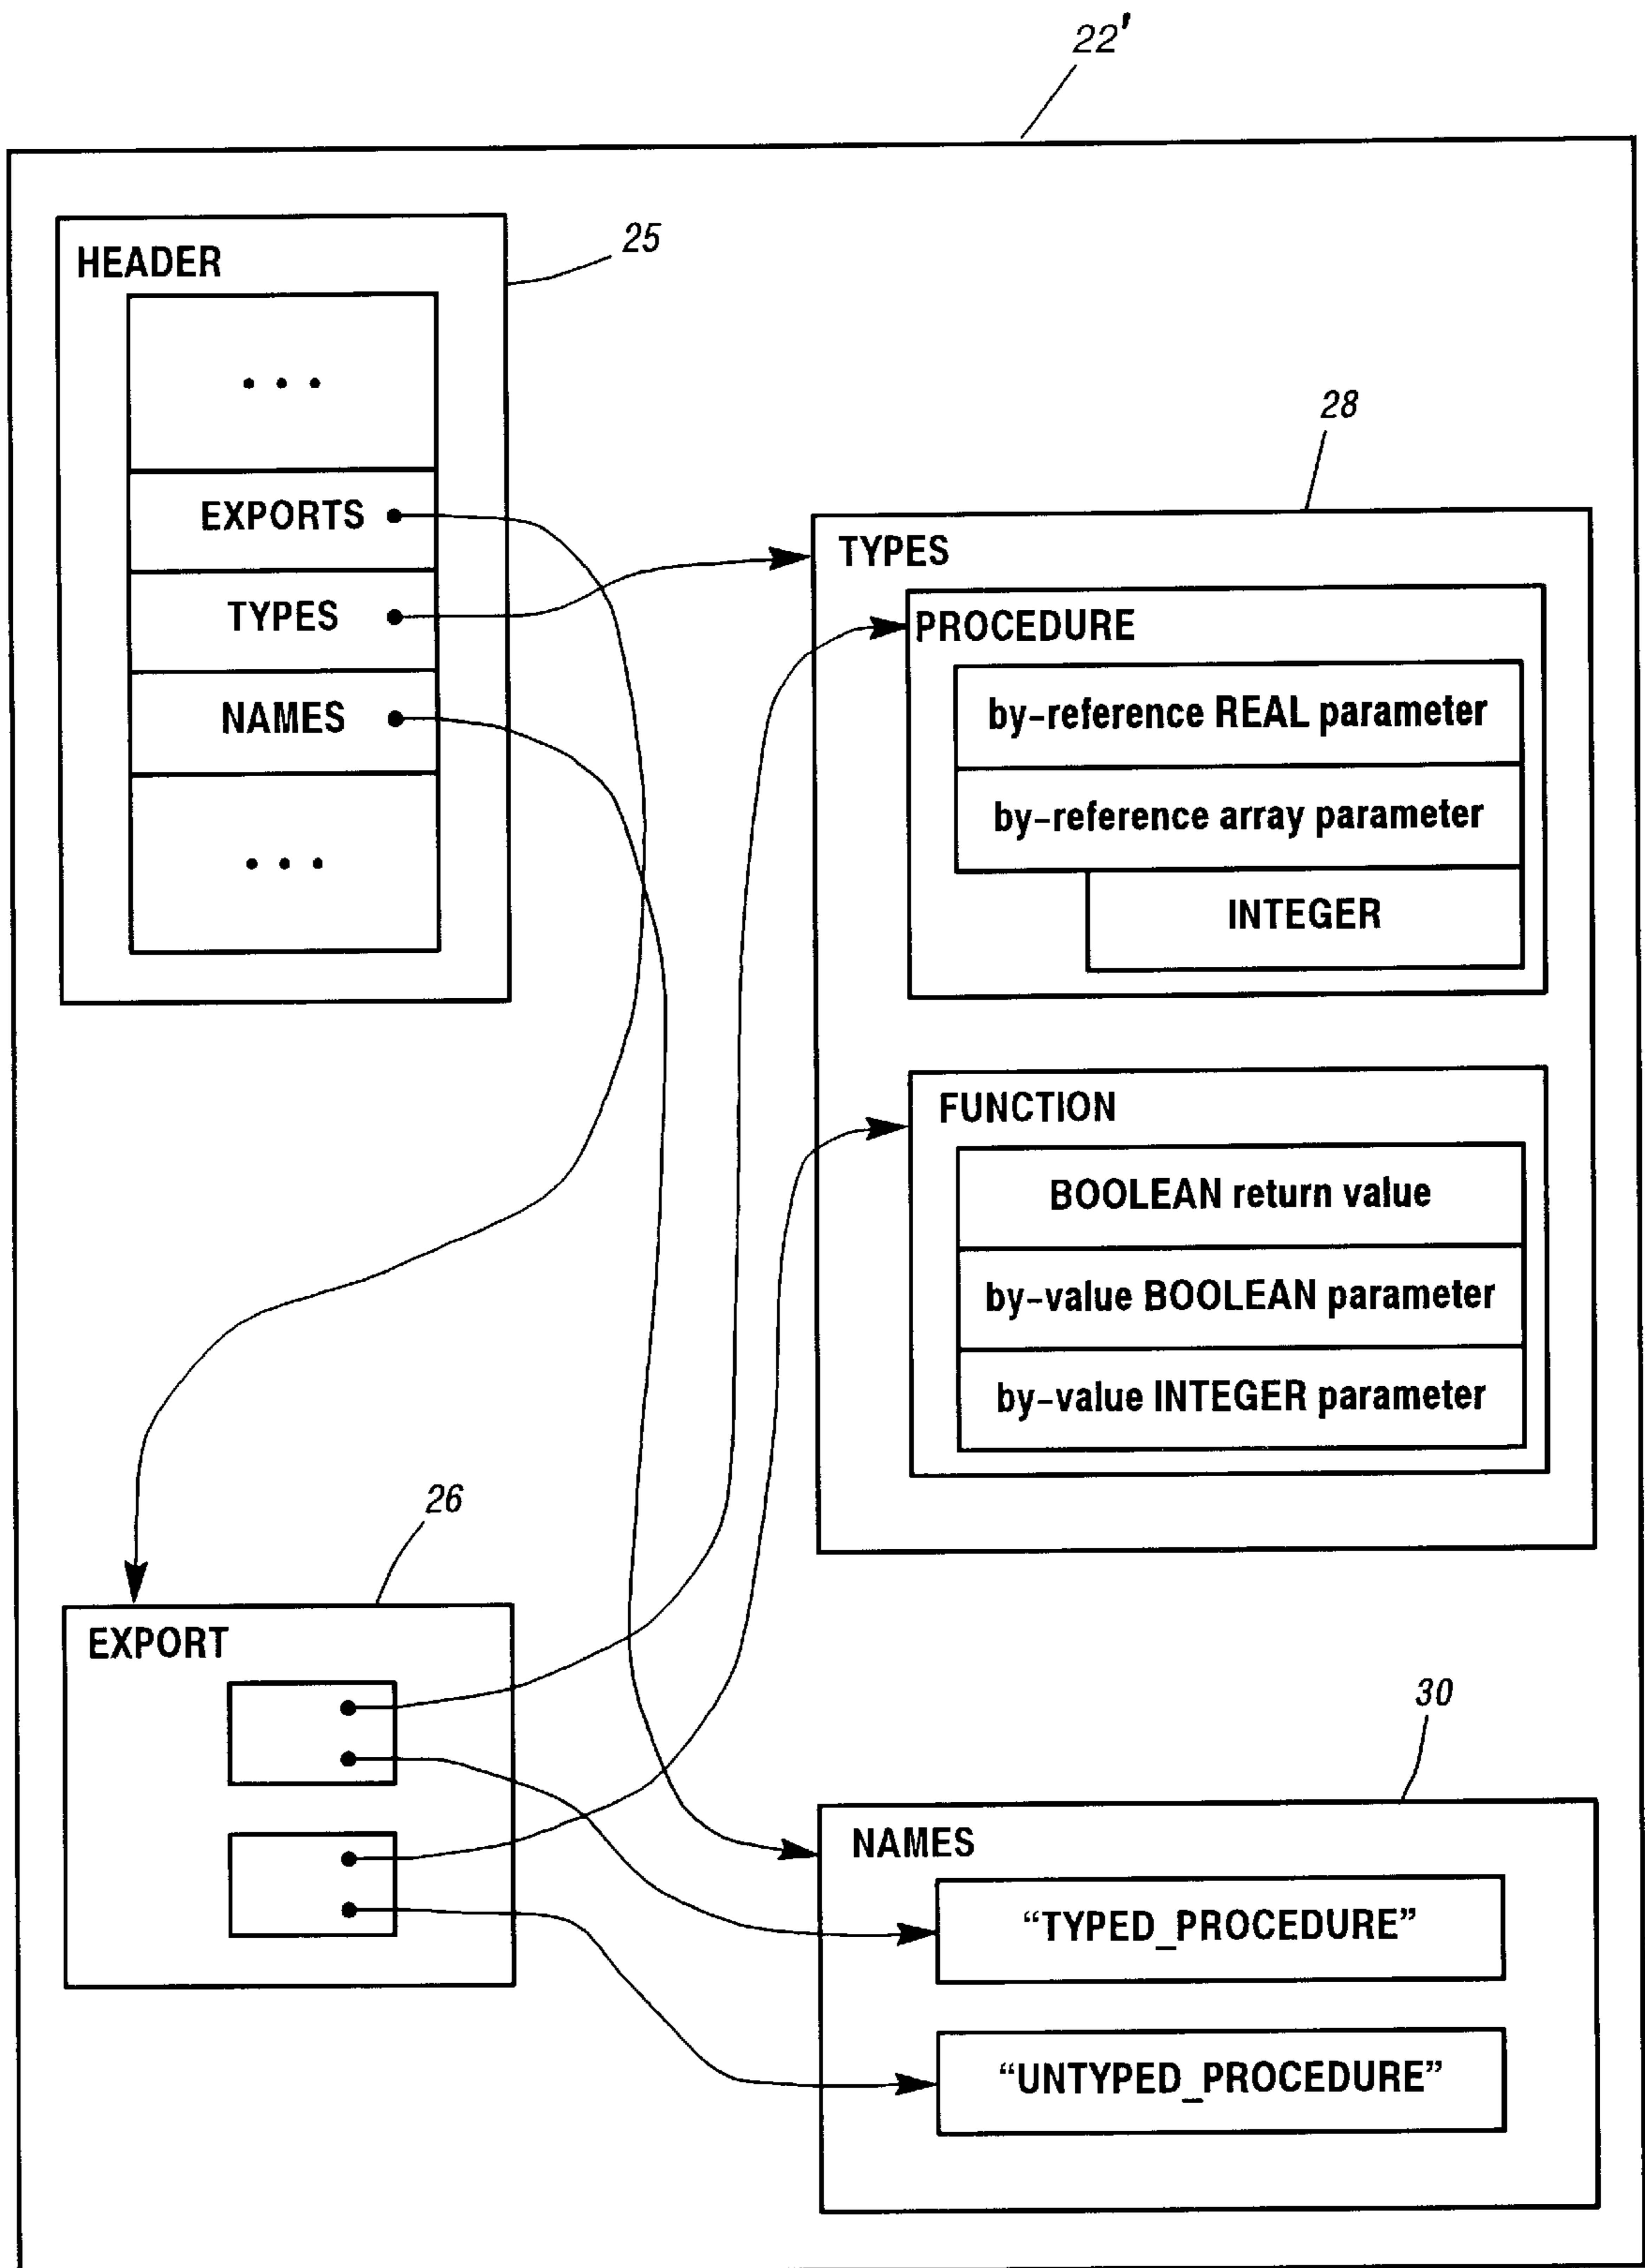 22'
25
HEADER
. . .
EXPORTS
TYPES
NAMES
. . .
28
TYPES
PROCEDURE
by-reference REAL parameter
by-reference array parameter
INTEGER
FUNCTION
BOOLEAN return value
by-value BOOLEAN parameter
by-value INTEGER parameter
26
EXPORT
30
NAMES
“TYPED_PROCEDURE”
“UNTYPED_PROCEDURE”